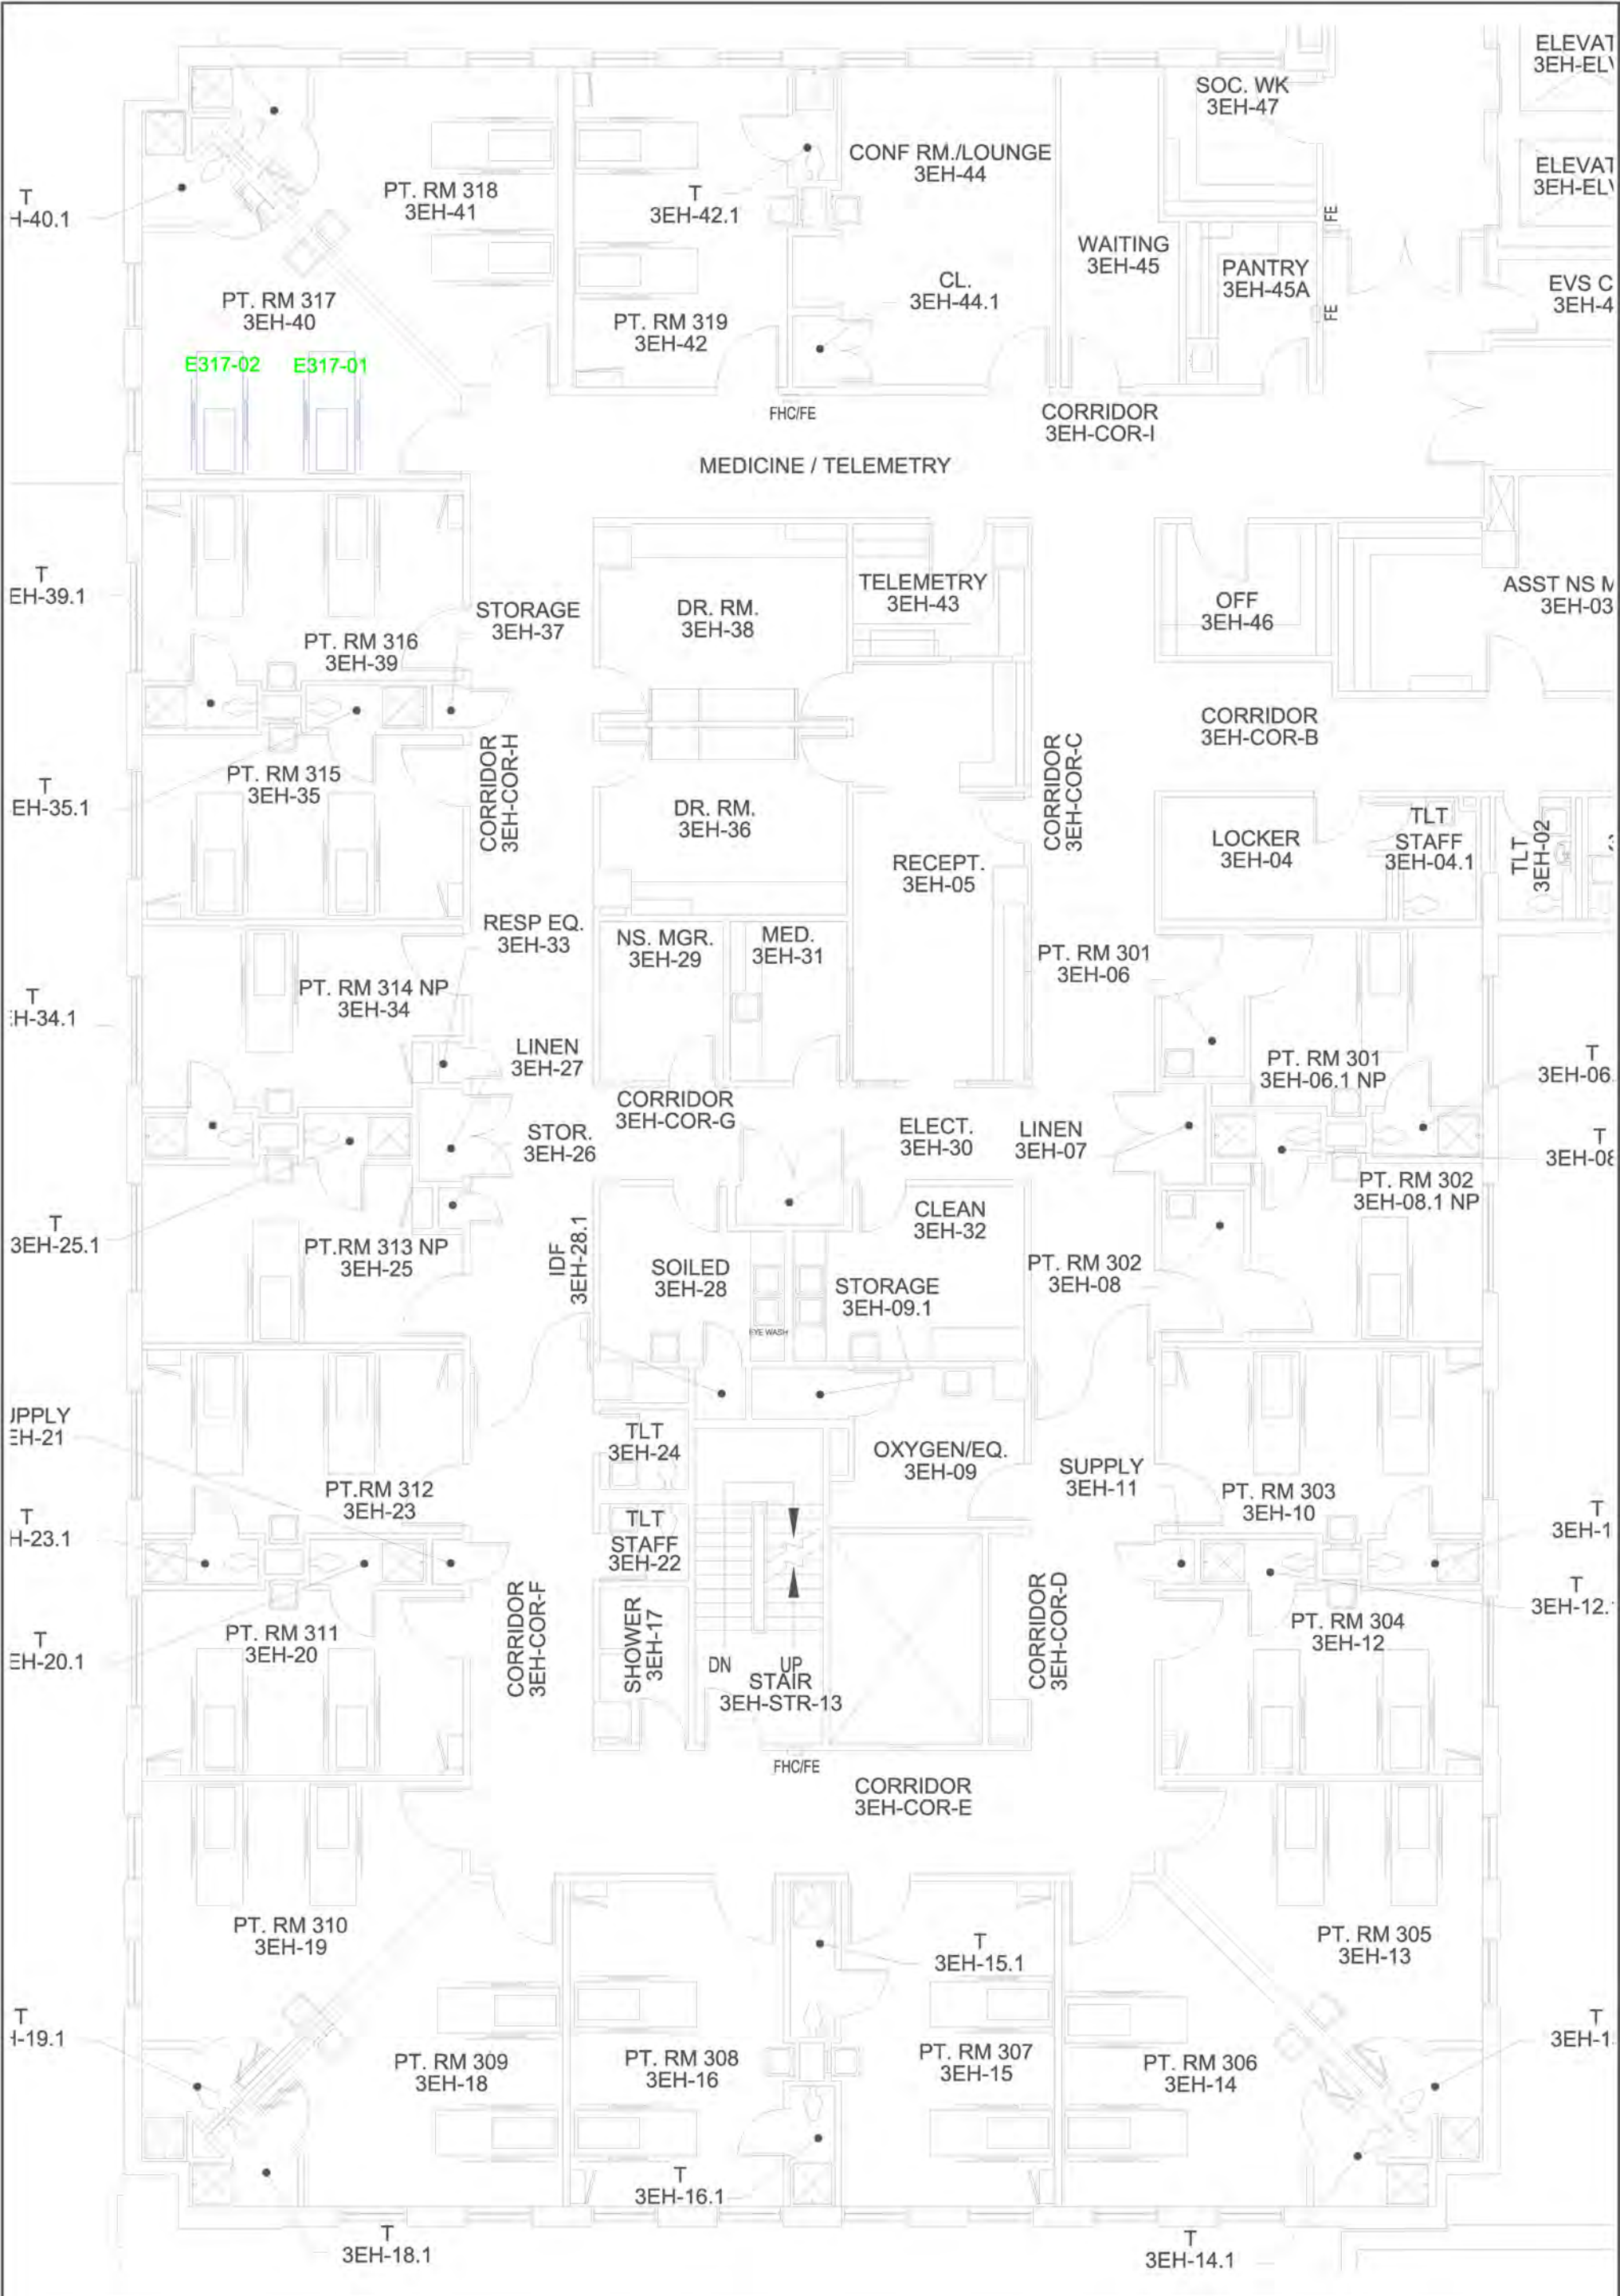 ELEVAT
3EH-EL
SOC. WK
3EH-47
CONF RM./LOUNGE
3EH-44
ELEVAT
3EH-EL
T
H-40.1
PT. RM 318
3EH-41
T
3EH-42.1
FE
WAITING
3EH-45
PANTRY
3EH-45A
CL.
3EH-44.1
EVS C
3EH-4
FE
PT. RM 317
3EH-40
PT. RM 319
3EH-42
E317-02
E317-01
FHC/FE
CORRIDOR
3EH-COR-I
MEDICINE / TELEMETRY
T
EH-39.1
STORAGE
3EH-37
DR. RM.
3EH-38
TELEMETRY
3EH-43
OFF
3EH-46
ASST NS M
3EH-03
PT. RM 316
3EH-39
CORRIDOR
3EH-COR-B
CORRIDOR
3EH-COR-H
CORRIDOR
3EH-COR-C
T
EH-35.1
PT. RM 315
3EH-35
DR. RM.
3EH-36
LOCKER
3EH-04
TLT
STAFF
3EH-04.1
TLT
3EH-02
RECEPT.
3EH-05
RESP EQ.
3EH-33
NS. MGR.
3EH-29
MED.
3EH-31
PT. RM 301
3EH-06
T
H-34.1
PT. RM 314 NP
3EH-34
LINEN
3EH-27
PT. RM 301
3EH-06.1 NP
T
3EH-06.
CORRIDOR
3EH-COR-G
STOR.
3EH-26
ELECT.
3EH-30
LINEN
3EH-07
T
3EH-08
PT. RM 302
3EH-08.1 NP
T
3EH-25.1
PT.RM 313 NP
3EH-25
IDF
3EH-28.1
CLEAN
3EH-32
SOILED
3EH-28
STORAGE
3EH-09.1
PT. RM 302
3EH-08
EYE WASH
UPPLY
EH-21
TLT
3EH-24
OXYGEN/EQ.
3EH-09
SUPPLY
3EH-11
PT.RM 312
3EH-23
PT. RM 303
3EH-10
T
H-23.1
TLT
STAFF
3EH-22
T
3EH-1
CORRIDOR
3EH-COR-F
SHOWER
3EH-17
CORRIDOR
3EH-COR-D
T
3EH-12.
PT. RM 311
3EH-20
PT. RM 304
3EH-12
T
EH-20.1
DN
UP
STAIR
3EH-STR-13
FHC/FE
CORRIDOR
3EH-COR-E
PT. RM 310
3EH-19
PT. RM 305
3EH-13
T
3EH-15.1
T
-19.1
PT. RM 309
3EH-18
PT. RM 308
3EH-16
PT. RM 307
3EH-15
PT. RM 306
3EH-14
T
3EH-1
T
3EH-16.1
T
3EH-18.1
T
3EH-14.1